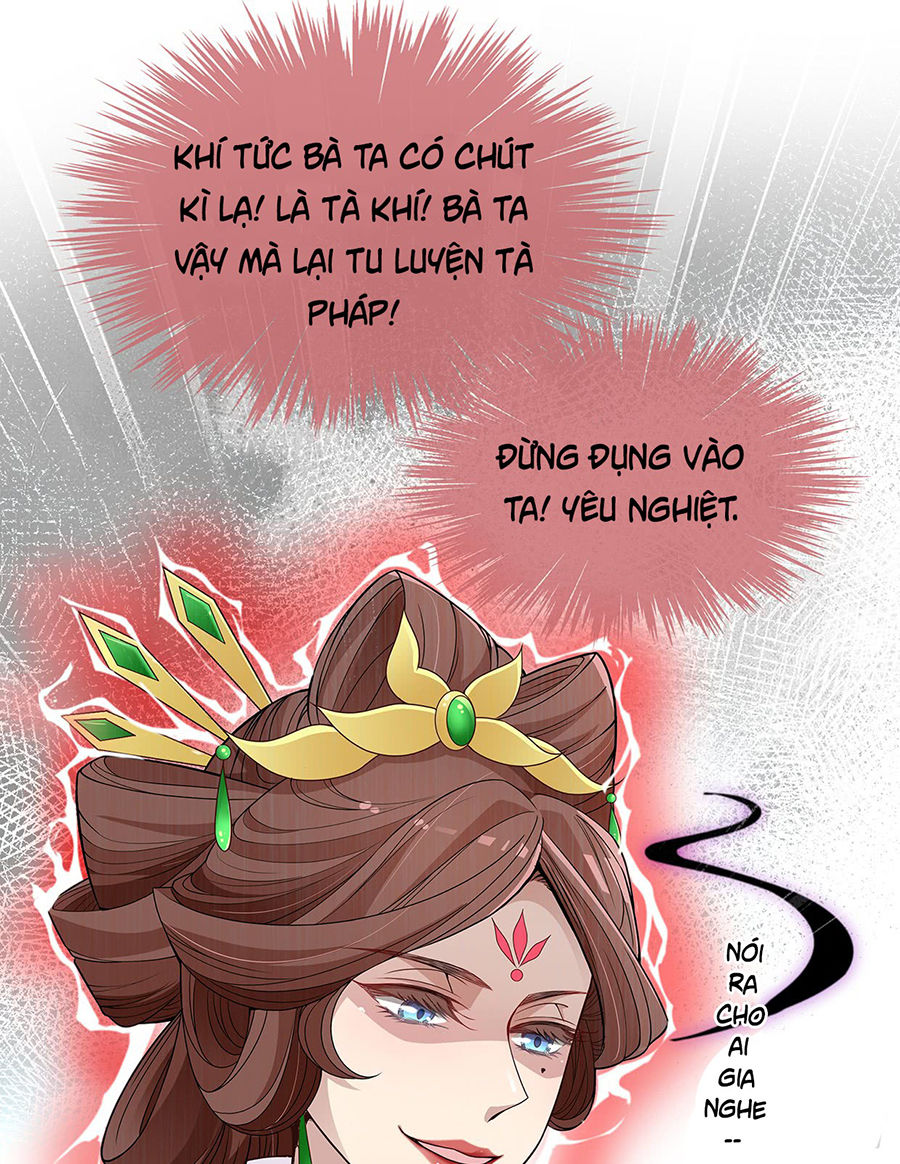 KHÍ TỨC BÀ TA CÓ CHÚT
KÌ LẠ! LÀ TÀ KHÍ! BÀ TA
VẬY MÀ LẠI TU LUYỆN TÀ
PHÁP!
ĐỪNG ĐỤNG VÀO
TA! YÊU NGHIỆT.
NÓI
RA
CHO
AI
GIA
NGHE
--